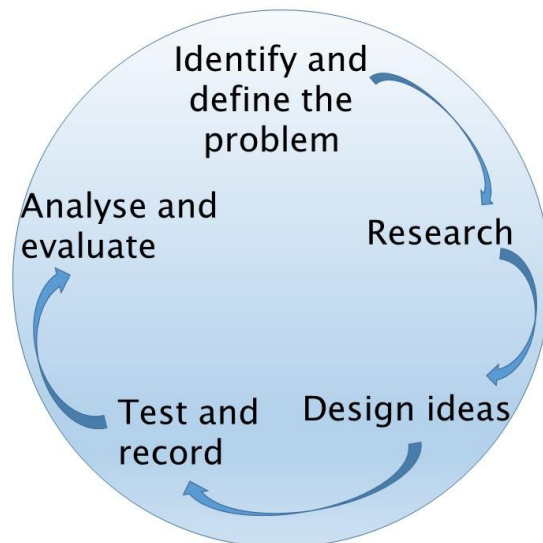 Identify and
define the
problem
Research
Design ideas
Test and
record
Analyse and
evaluate